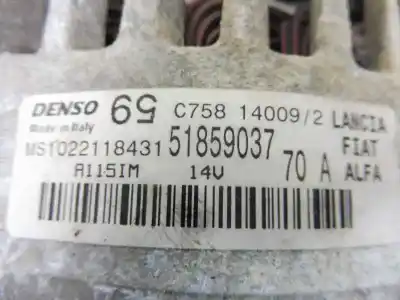 DENSO 69 C758 14009/2 LANCIA
Made in Italy FIAT
MS1022118431 51859037 70 A ALFA
A115IM 14V